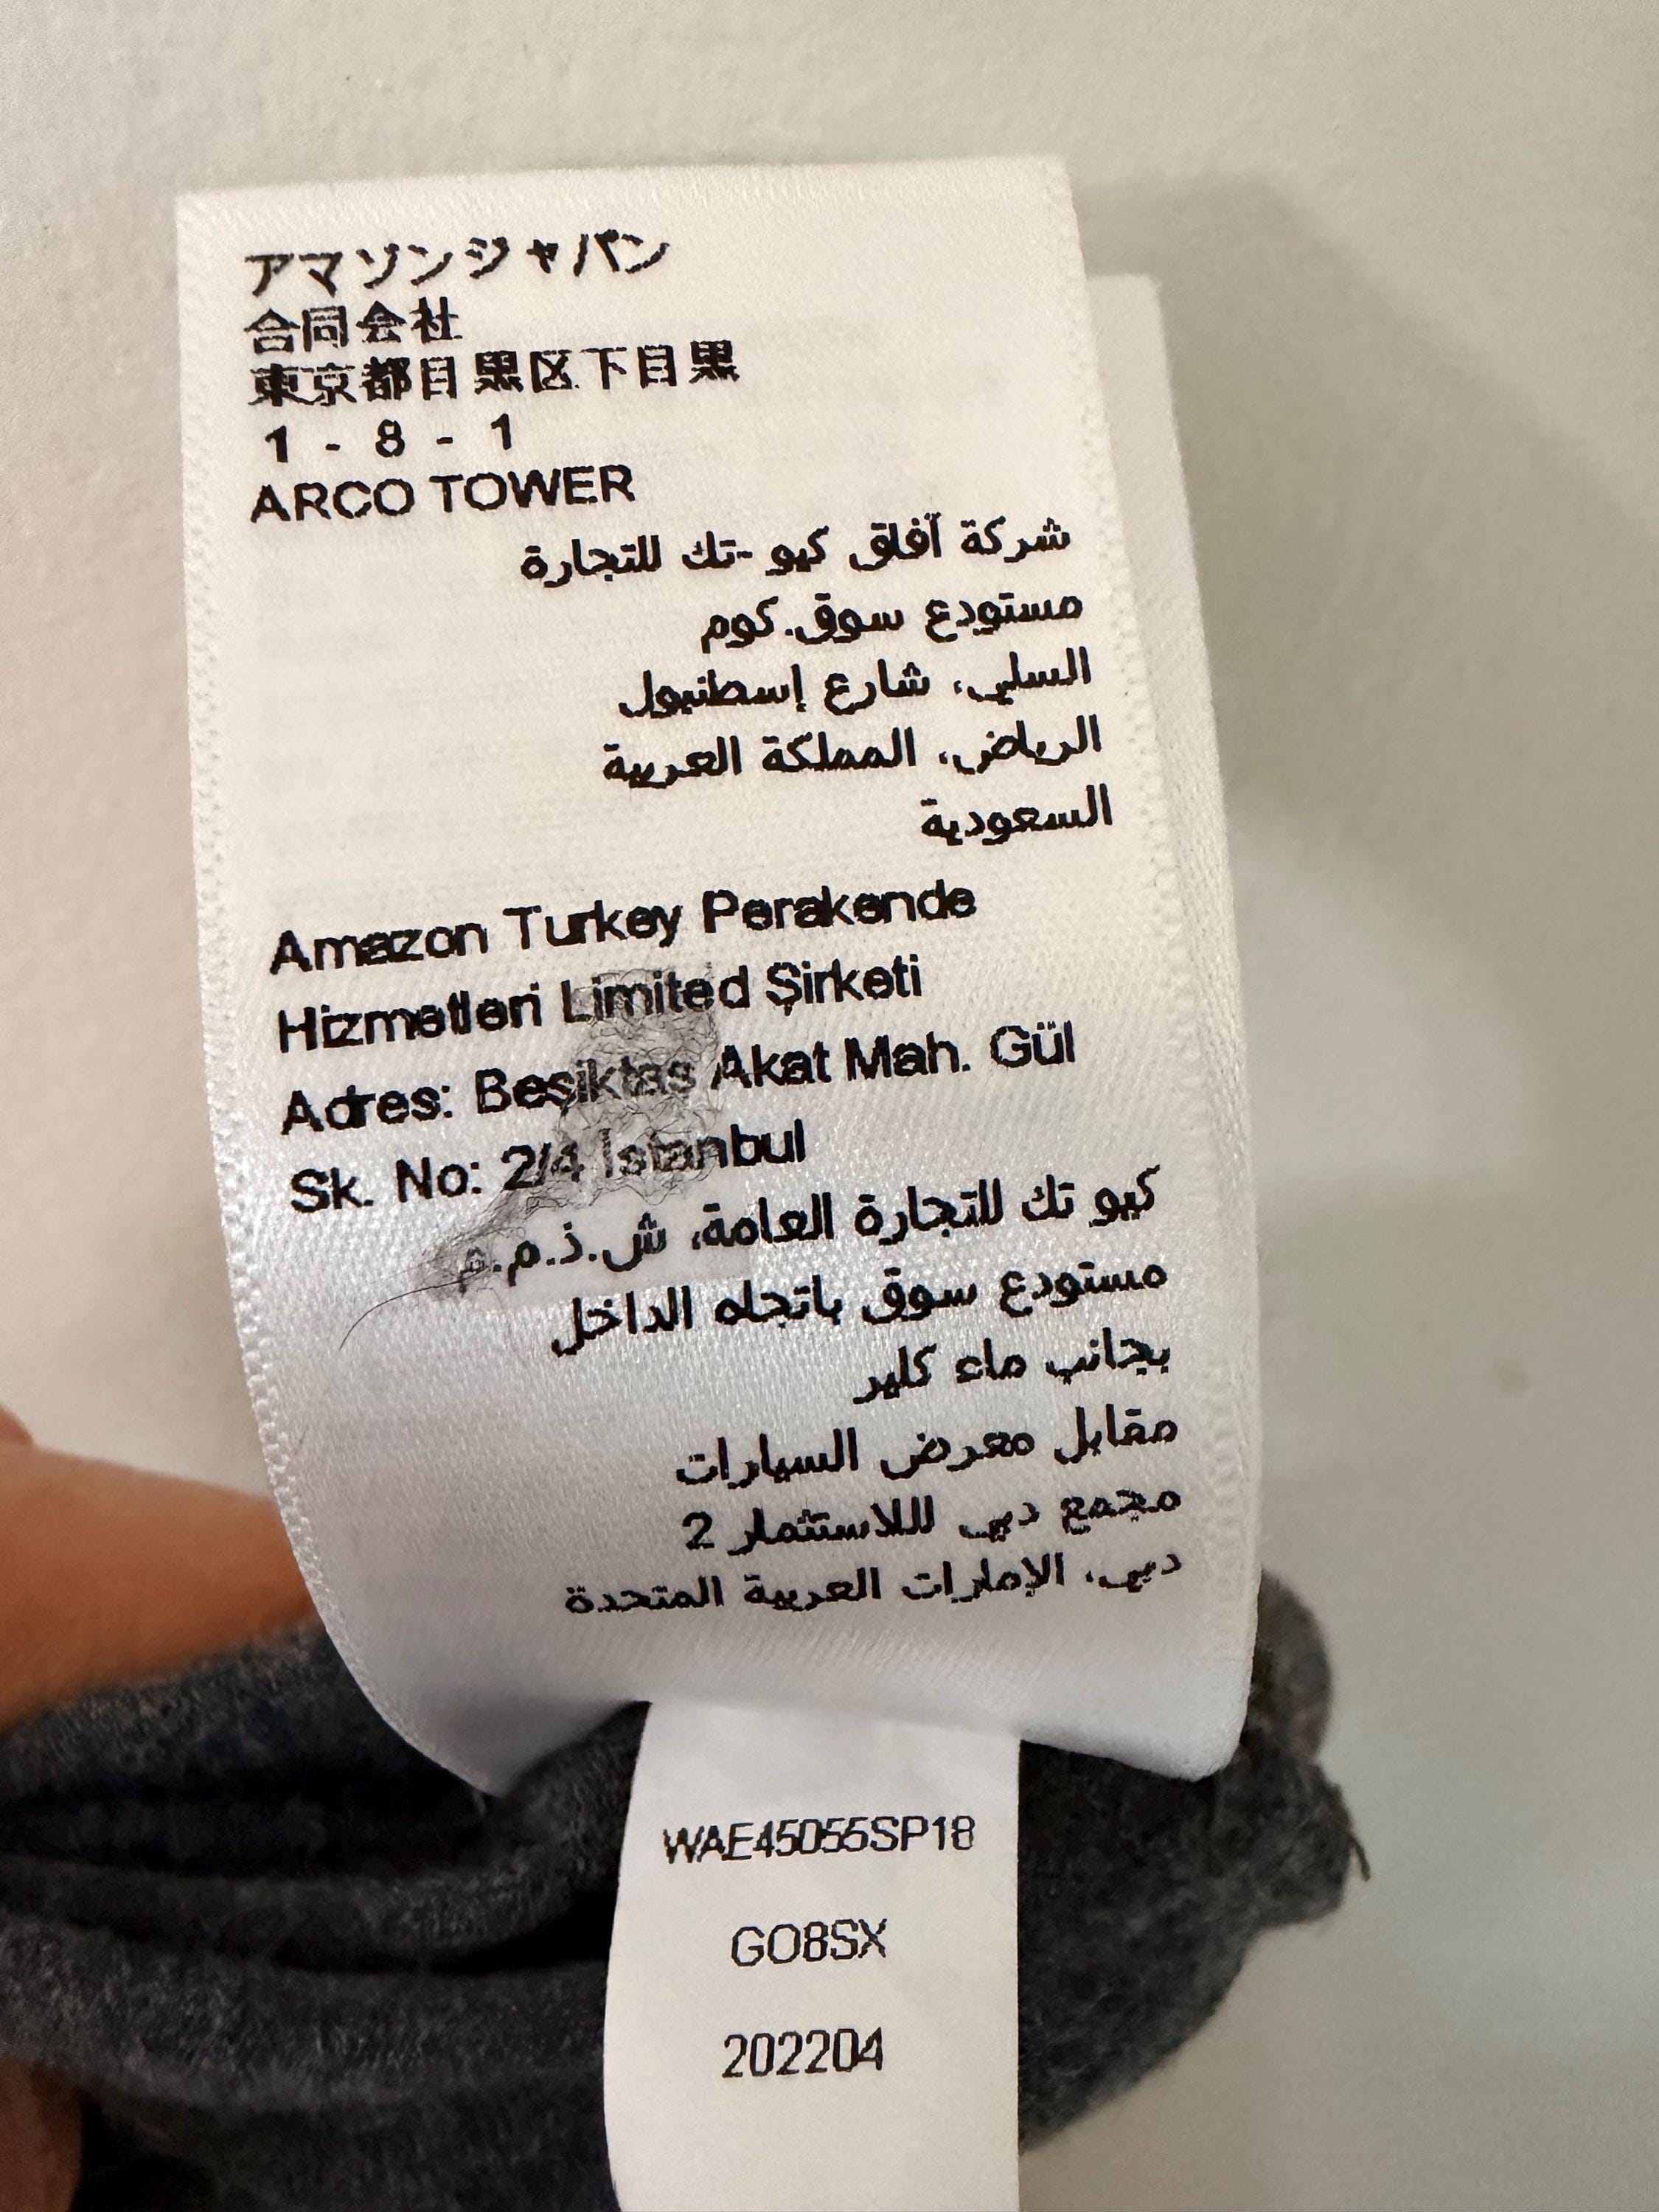 アマゾンジャパン
合同会社
東京都目黒区下目黒
1 - 8 - 1
ARCO TOWER
شركة آفاق كيو -تك للتجارة
مستودع سوق.كوم
السلي، شارع إسطنبول
الرياض، المملكة العربية
السعودية
Amazon Turkey Perakende
Hizmetleri Limited Şirketi
Adres: Beşiktas Akat Mah. Gül
Sk. No: 2/4 İstanbul
كيو تك للتجارة العامة، ش.ذ.م.م
مستودع سوق باتجاه الداخل
بجانب ماء كلير
مقابل معرض السيارات
مجمع دبي لللاستثمار 2
دبي، الإمارات العربية المتحدة
WAE45055SP18
GO8SX
202204